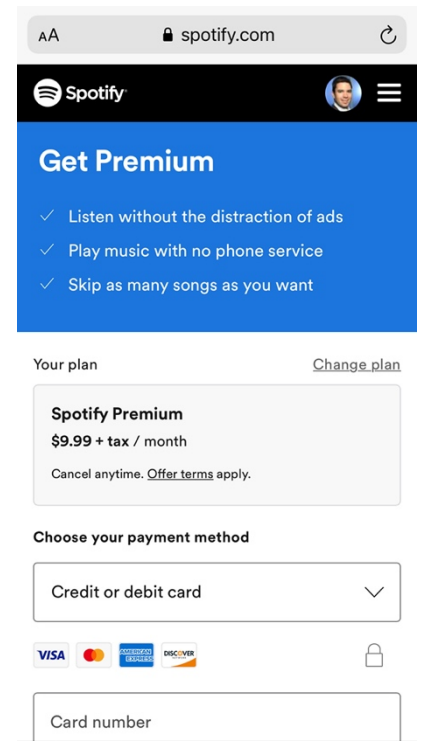 AA spotify.com
Spotify
Get Premium
Listen without the distraction of ads
Play music with no phone service
Skip as many songs as you want
Your plan Change plan
Spotify Premium
$9.99 + tax / month
Cancel anytime. Offer terms apply.
Choose your payment method
Credit or debit card
VISA AMERICAN EXPRESS DISCOVER
Card number